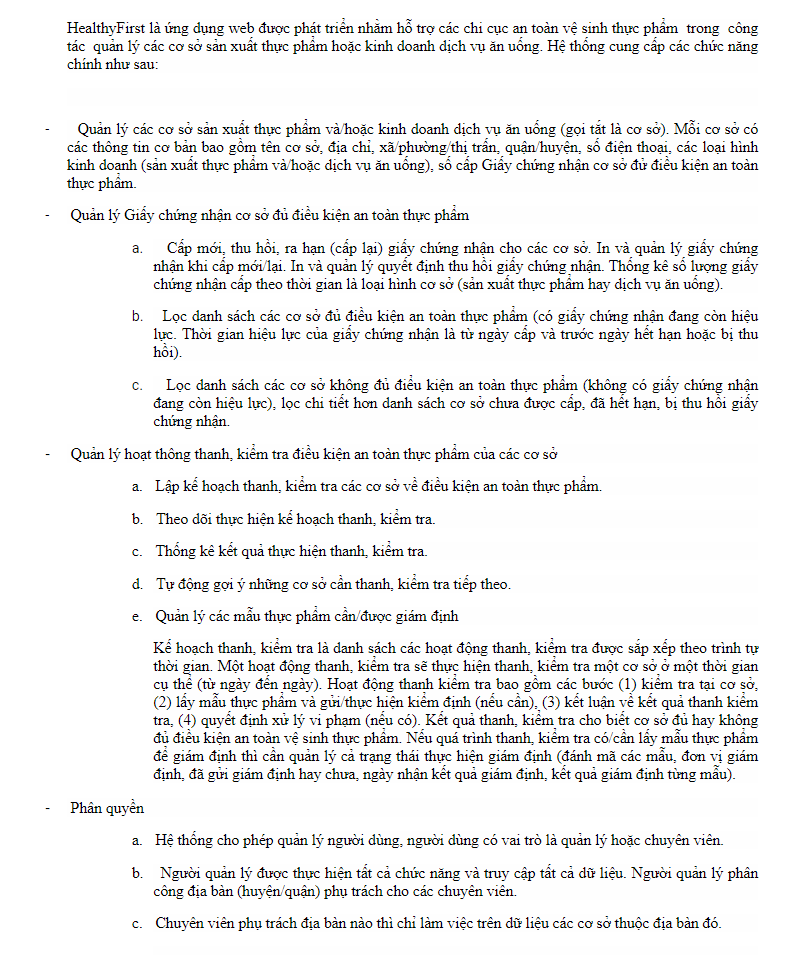 HealthyFirst là ứng dụng web được phát triển nhằm hỗ trợ các chi cục an toàn vệ sinh thực phẩm trong công
tác quản lý các cơ sở sản xuất thực phẩm hoặc kinh doanh dịch vụ ăn uống. Hệ thống cung cấp các chức năng
chính như sau:
- Quản lý các cơ sở sản xuất thực phẩm và/hoặc kinh doanh dịch vụ ăn uống (gọi tắt là cơ sở). Mỗi cơ sở có
các thông tin cơ bản bao gồm tên cơ sở, địa chỉ, xã/phường/thị trấn, quận/huyện, số điện thoại, các loại hình
kinh doanh (sản xuất thực phẩm và/hoặc dịch vụ ăn uống), số cấp Giấy chứng nhận cơ sở đử điều kiện an toàn
thực phẩm.
- Quản lý Giấy chứng nhận cơ sở đủ điều kiện an toàn thực phẩm
a. Cấp mới, thu hồi, ra hạn (cấp lại) giấy chứng nhận cho các cơ sở. In và quản lý giấy chứng
nhận khi cấp mới/lại. In và quản lý quyết định thu hồi giấy chứng nhận. Thống kê số lượng giấy
chứng nhận cấp theo thời gian là loại hình cơ sở (sản xuất thực phẩm hay dịch vụ ăn uống).
b. Lọc danh sách các cơ sở đủ điều kiện an toàn thực phẩm (có giấy chứng nhận đang còn hiệu
lực. Thời gian hiệu lực của giấy chứng nhận là từ ngày cấp và trước ngày hết hạn hoặc bị thu
hồi).
c. Lọc danh sách các cơ sở không đủ điều kiện an toàn thực phẩm (không có giấy chứng nhận
đang còn hiệu lực), lọc chi tiết hơn danh sách cơ sở chưa được cấp, đã hết hạn, bị thu hồi giấy
chứng nhận.
- Quản lý hoạt thông thanh, kiểm tra điều kiện an toàn thực phẩm của các cơ sở
a. Lập kế hoạch thanh, kiểm tra các cơ sở về điều kiện an toàn thực phẩm.
b. Theo dõi thực hiện kế hoạch thanh, kiểm tra.
c. Thống kê kết quả thực hiện thanh, kiểm tra.
d. Tự động gợi ý những cơ sở cần thanh, kiểm tra tiếp theo.
e. Quản lý các mẫu thực phẩm cần/được giám định
Kế hoạch thanh, kiểm tra là danh sách các hoạt động thanh, kiểm tra được sắp xếp theo trình tự
thời gian. Một hoạt động thanh, kiểm tra sẽ thực hiện thanh, kiểm tra một cơ sở ở một thời gian
cụ thể (từ ngày đến ngày). Hoạt động thanh kiểm tra bao gồm các bước (1) kiểm tra tại cơ sở,
(2) lấy mẫu thực phẩm và gửi/thực hiện kiểm định (nếu cần), (3) kết luận về kết quả thanh kiểm
tra, (4) quyết định xử lý vi phạm (nếu có). Kết quả thanh, kiểm tra cho biết cơ sở đủ hay không
đủ điều kiện an toàn vệ sinh thực phẩm. Nếu quá trình thanh, kiểm tra có/cần lấy mẫu thực phẩm
để giám định thì cần quản lý cả trạng thái thực hiện giám định (đánh mã các mẫu, đơn vị giám
định, đã gửi giám định hay chưa, ngày nhận kết quả giám định, kết quả giám định từng mẫu).
- Phân quyền
a. Hệ thống cho phép quản lý người dùng, người dùng có vai trò là quản lý hoặc chuyên viên.
b. Người quản lý được thực hiện tất cả chức năng và truy cập tất cả dữ liệu. Người quản lý phân
công địa bàn (huyện/quận) phụ trách cho các chuyên viên.
c. Chuyên viên phụ trách địa bàn nào thì chỉ làm việc trên dữ liệu các cơ sở thuộc địa bàn đó.